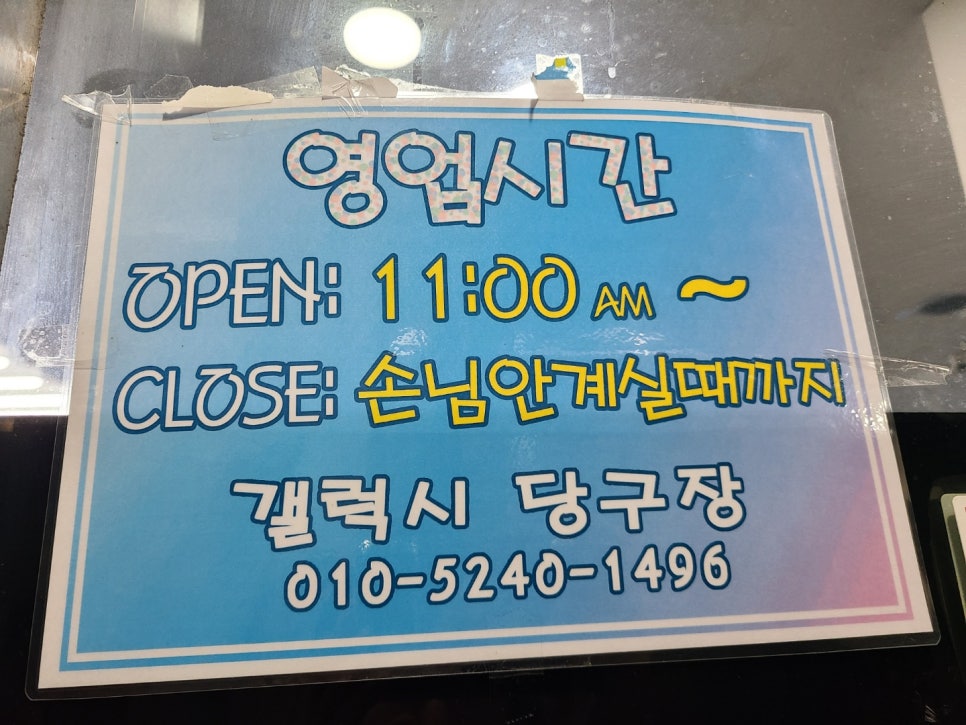 영업시간
OPEN: 11:00 AM ~
CLOSE: 손님안계실때까지
갤럭시 당구장
010-5240-1496